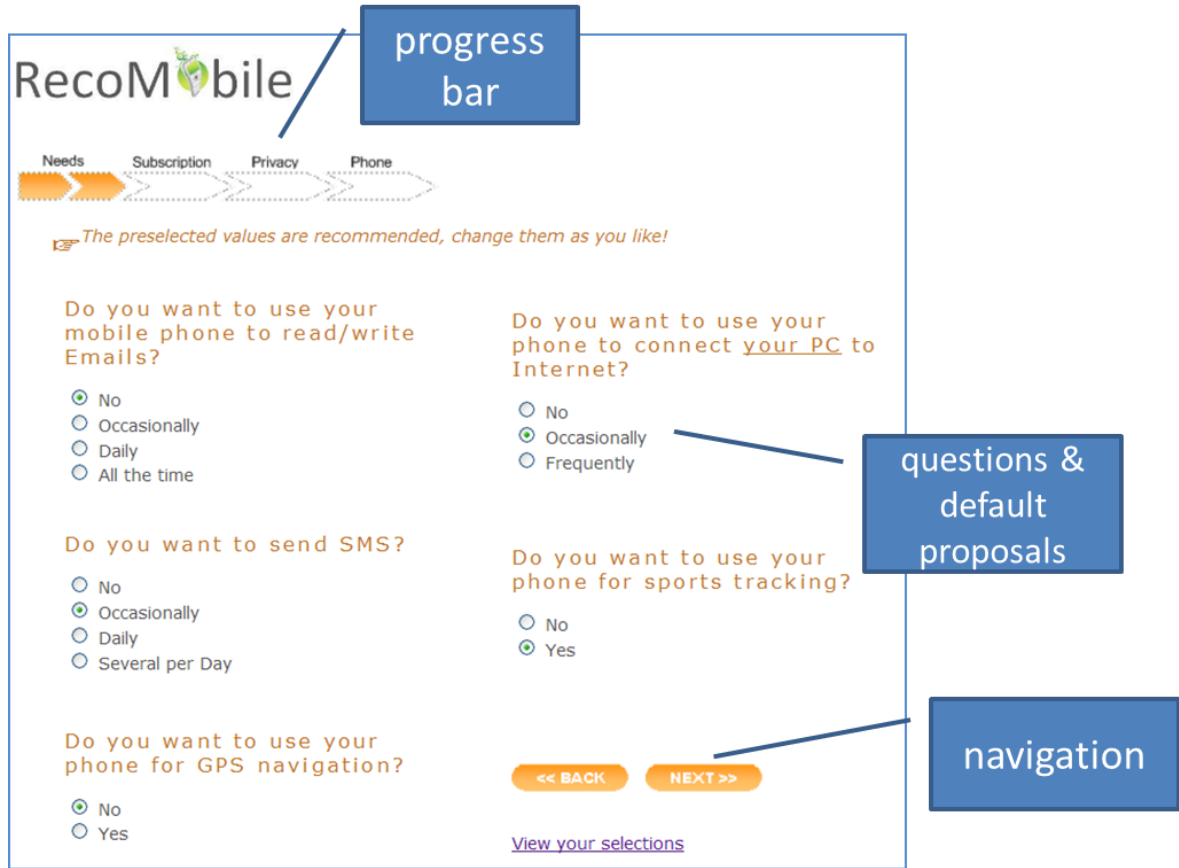 progress
bar
RecoMobile
Needs Subscription Privacy Phone
The preselected values are recommended, change them as you like!
Do you want to use your
mobile phone to read/write
Emails?
No
Occasionally
Daily
All the time
Do you want to use your
phone to connect your PC to
Internet?
No
Occasionally
Frequently
questions &
default
proposals
Do you want to send SMS?
No
Occasionally
Daily
Several per Day
Do you want to use your
phone for sports tracking?
No
Yes
Do you want to use your
phone for GPS navigation?
No
Yes
<< BACK NEXT >>
View your selections
navigation